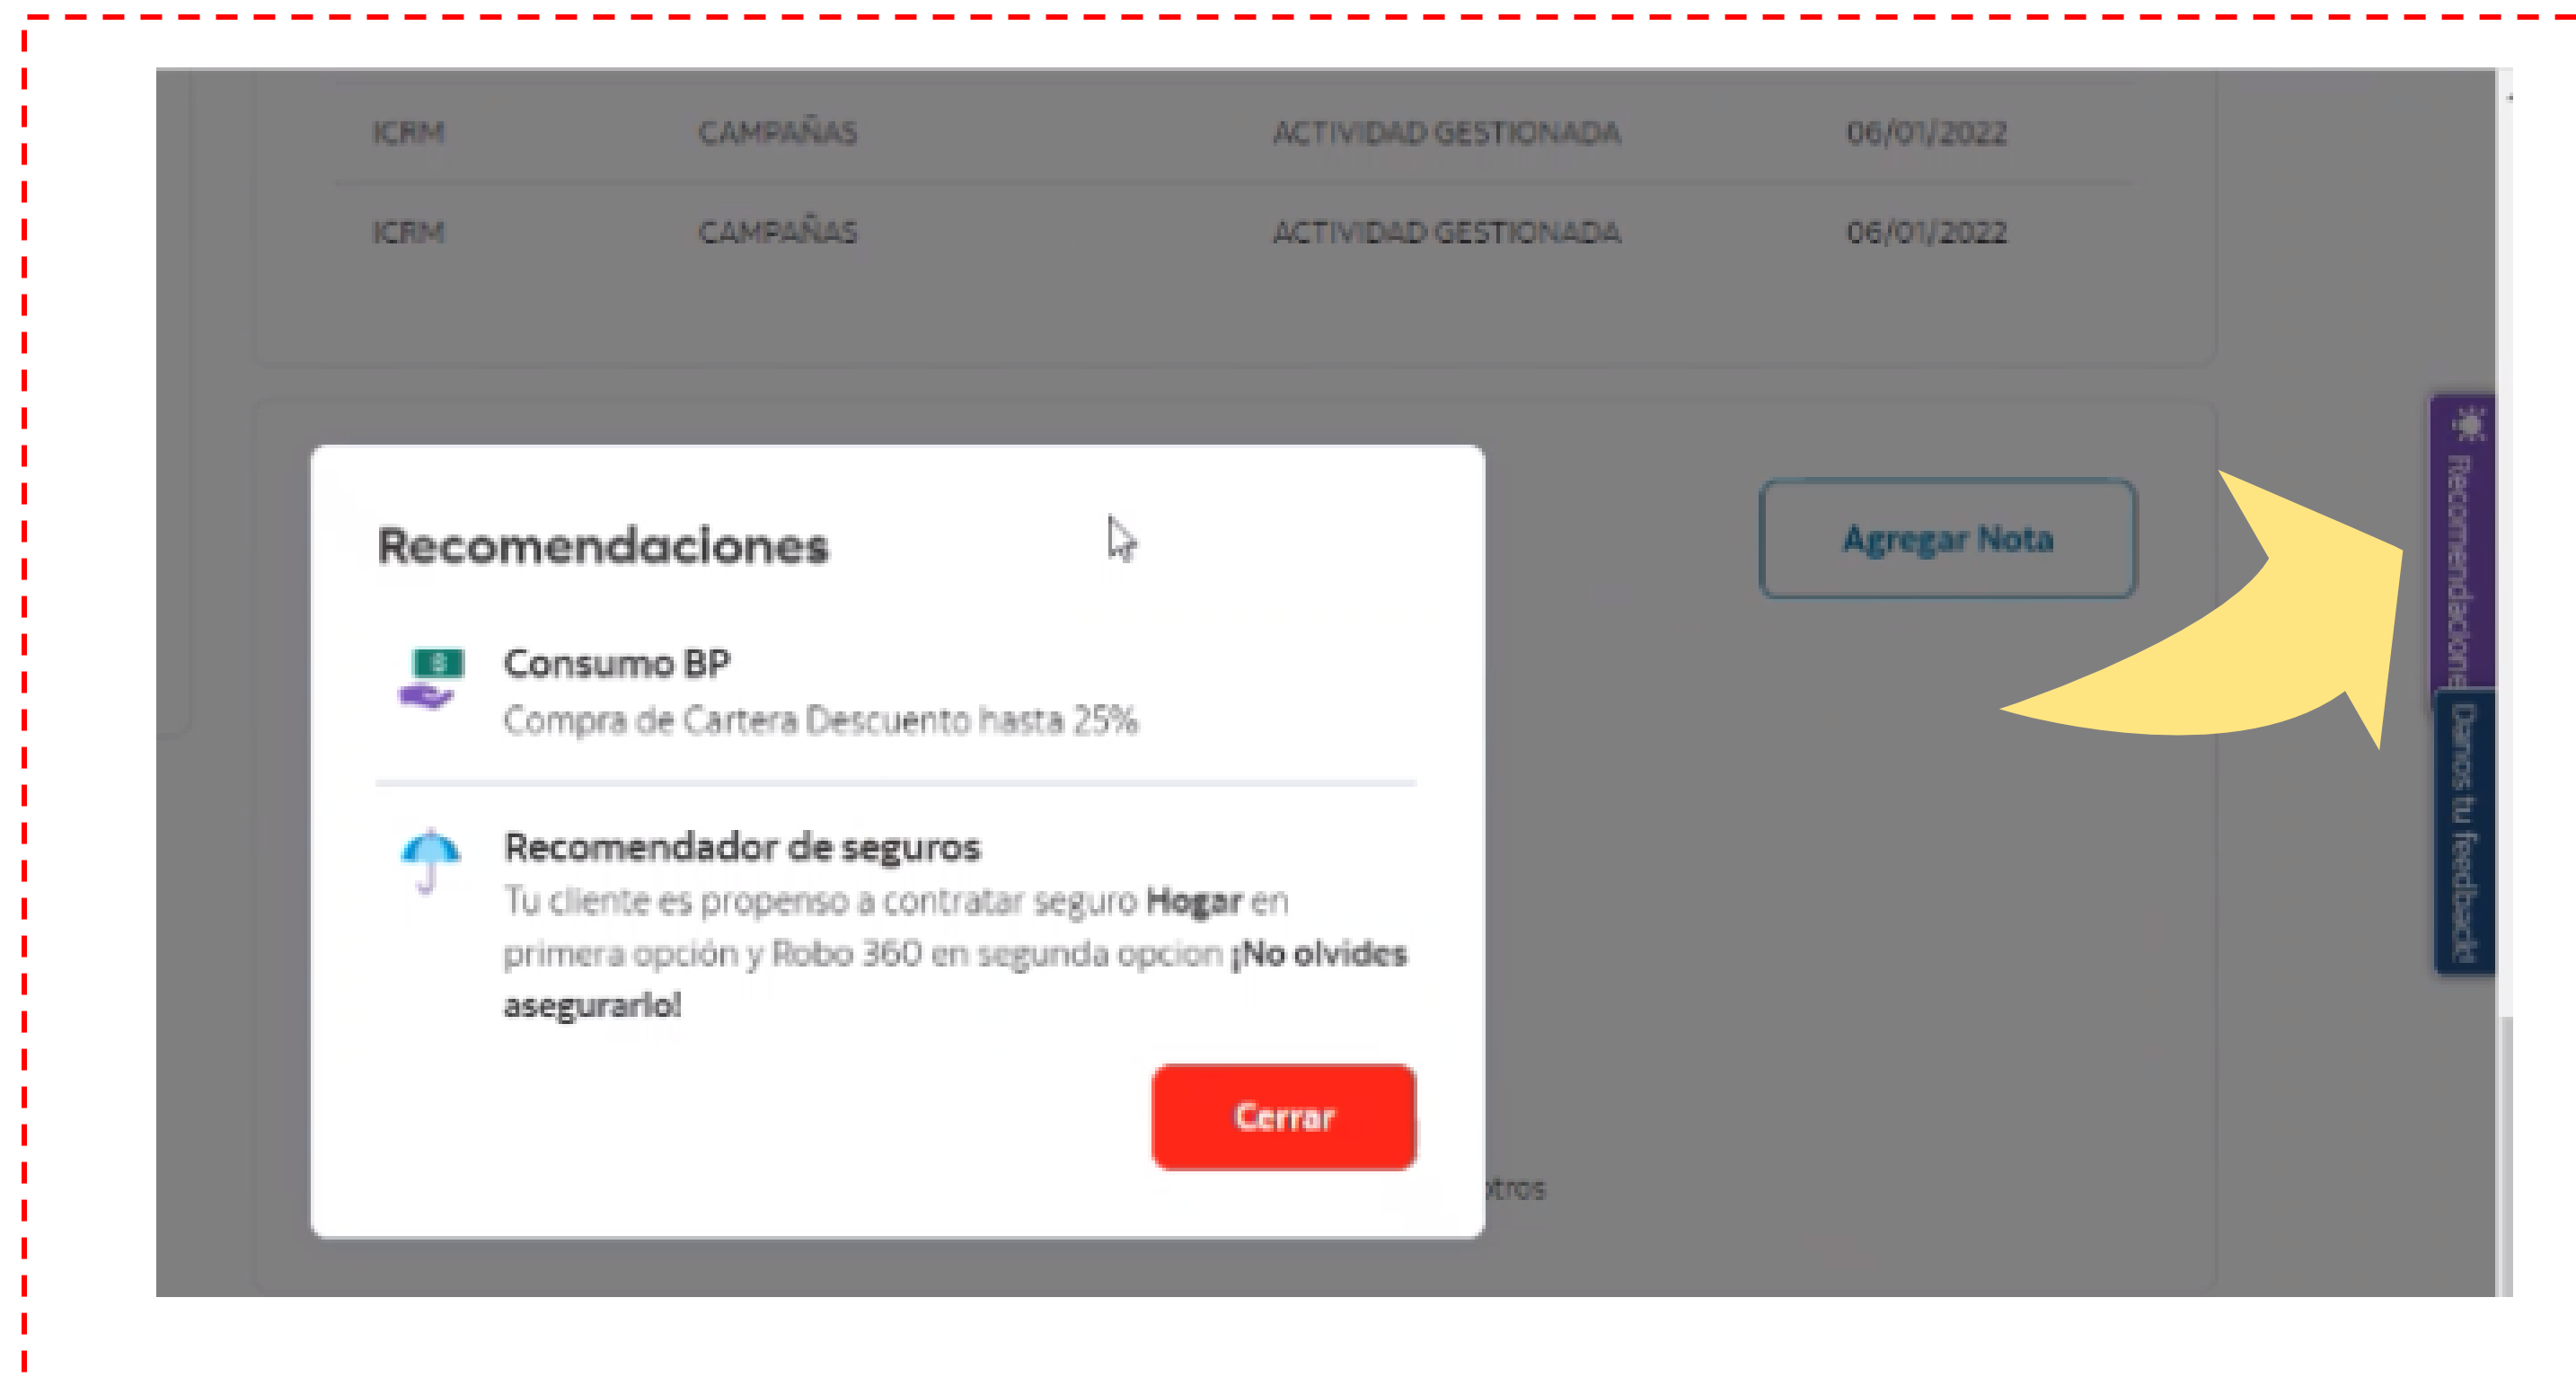 ICRM CAMPAÑAS ACTIVIDAD GESTIONADA 06/01/2022
ICRM CAMPAÑAS ACTIVIDAD GESTIONADA 06/01/2022
Recomendaciones
Agregar Nota
Consumo BP
Compra de Cartera Descuento hasta 25%
Recomendador de seguros
Tu cliente es propenso a contratar seguro Hogar en
primera opción y Robo 360 en segunda opcion ¡No olvides
asegurarlo!
Cerrar
otros
Recomendacione
Danos tu feedback!